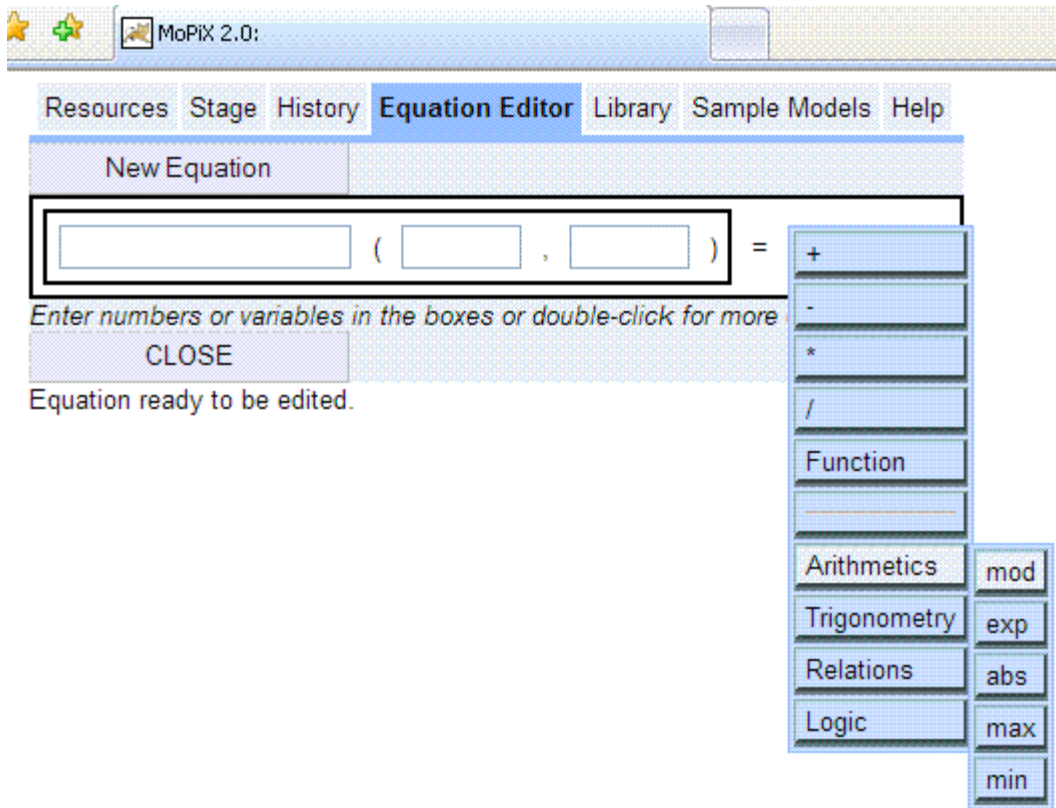 MoPiX 2.0:
Resources Stage History Equation Editor Library Sample Models Help
New Equation
( , ) =
Enter numbers or variables in the boxes or double-click for more
CLOSE
Equation ready to be edited.
+
-
*
/
Function
Arithmetics
Trigonometry
Relations
Logic
mod
exp
abs
max
min